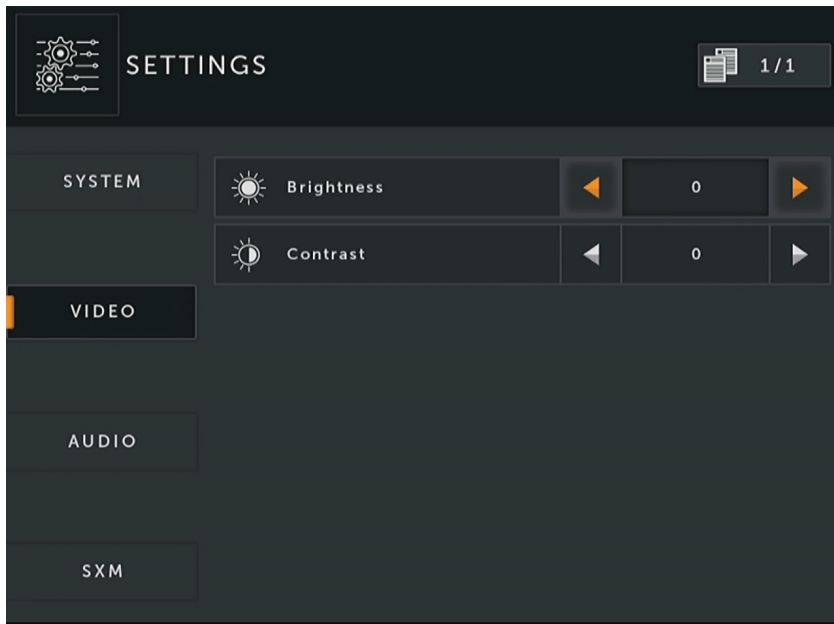 SETTINGS
1/1
SYSTEM
Brightness 0
Contrast 0
VIDEO
AUDIO
SXM